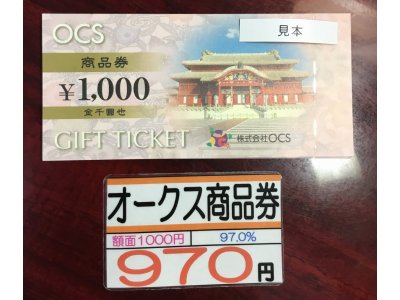 OCS
見本
商品券
¥1,000
金千圓也
GIFT TICKET
株式会社OCS
オークス商品券
額面1000円 97.0%
970円